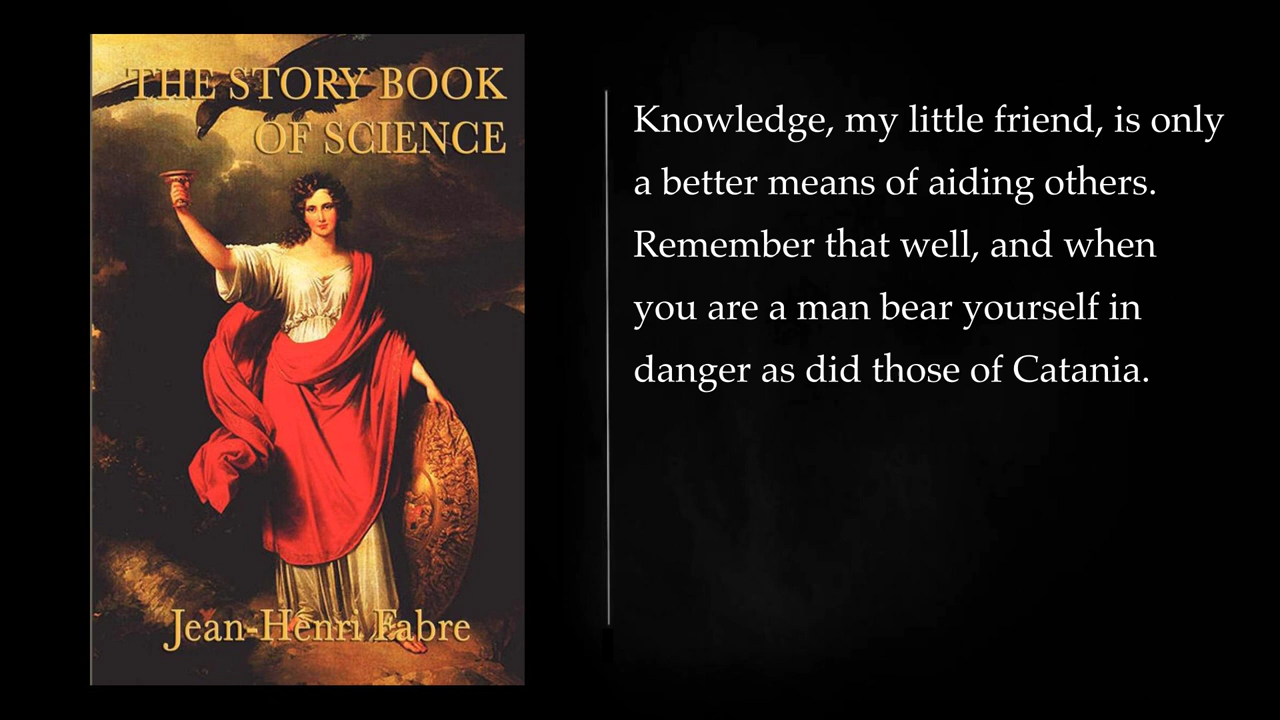 THE STORY BOOK
OF SCIENCE
Jean-Henri Fabre
Knowledge, my little friend, is only
a better means of aiding others.
Remember that well, and when
you are a man bear yourself in
danger as did those of Catania.